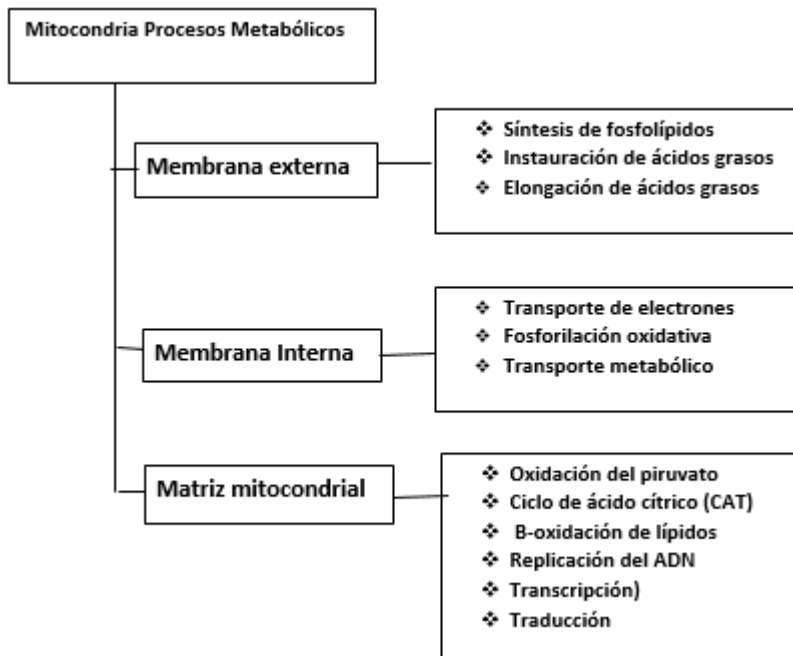 Mitocondria Procesos Metabólicos
Membrana externa
❖ Síntesis de fosfolípidos
❖ Instauración de ácidos grasos
❖ Elongación de ácidos grasos
Membrana Interna
❖ Transporte de electrones
❖ Fosforilación oxidativa
❖ Transporte metabólico
Matriz mitocondrial
❖ Oxidación del piruvato
❖ Ciclo de ácido cítrico (CAT)
❖ B-oxidación de lípidos
❖ Replicación del ADN
❖ Transcripción)
❖ Traducción